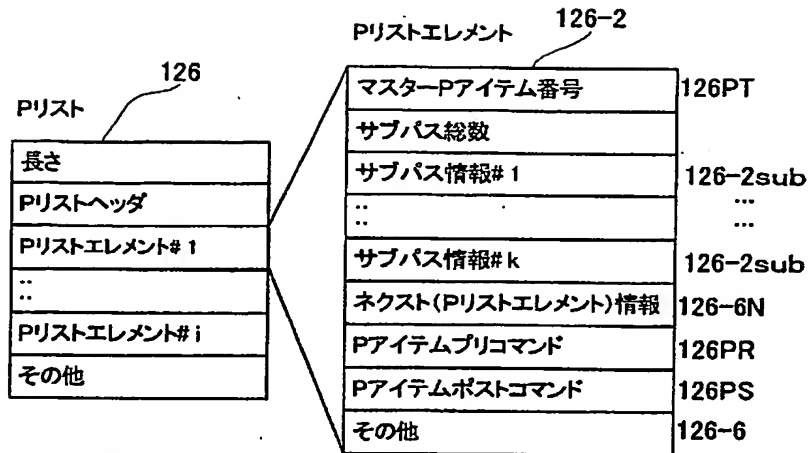 Pリスト
126
長さ
Pリストヘッダ
Pリストエレメント#1
::
Pリストエレメント#i
その他
Pリストエレメント
126-2
マスターPアイテム番号 126PT
サブパス総数
サブパス情報#1 126-2sub
:: …
…
サブパス情報#k 126-2sub
ネクスト(Pリストエレメント)情報 126-6N
Pアイテムプリコマンド 126PR
Pアイテムポストコマンド 126PS
その他 126-6